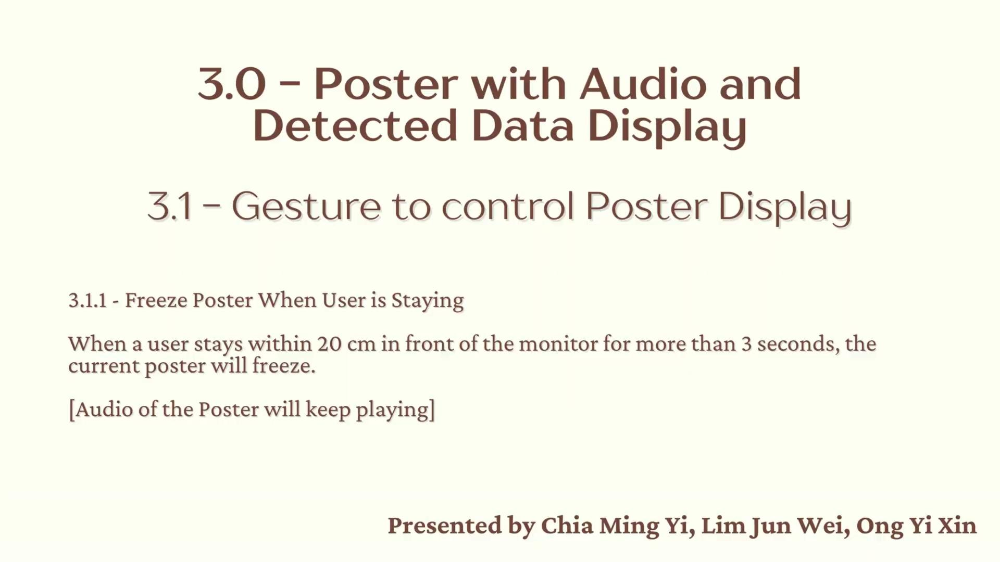 3.0 – Poster with Audio and
Detected Data Display
3.1 – Gesture to control Poster Display
3.1.1 - Freeze Poster When User is Staying
When a user stays within 20 cm in front of the monitor for more than 3 seconds, the
current poster will freeze.
[Audio of the Poster will keep playing]
Presented by Chia Ming Yi, Lim Jun Wei, Ong Yi Xin